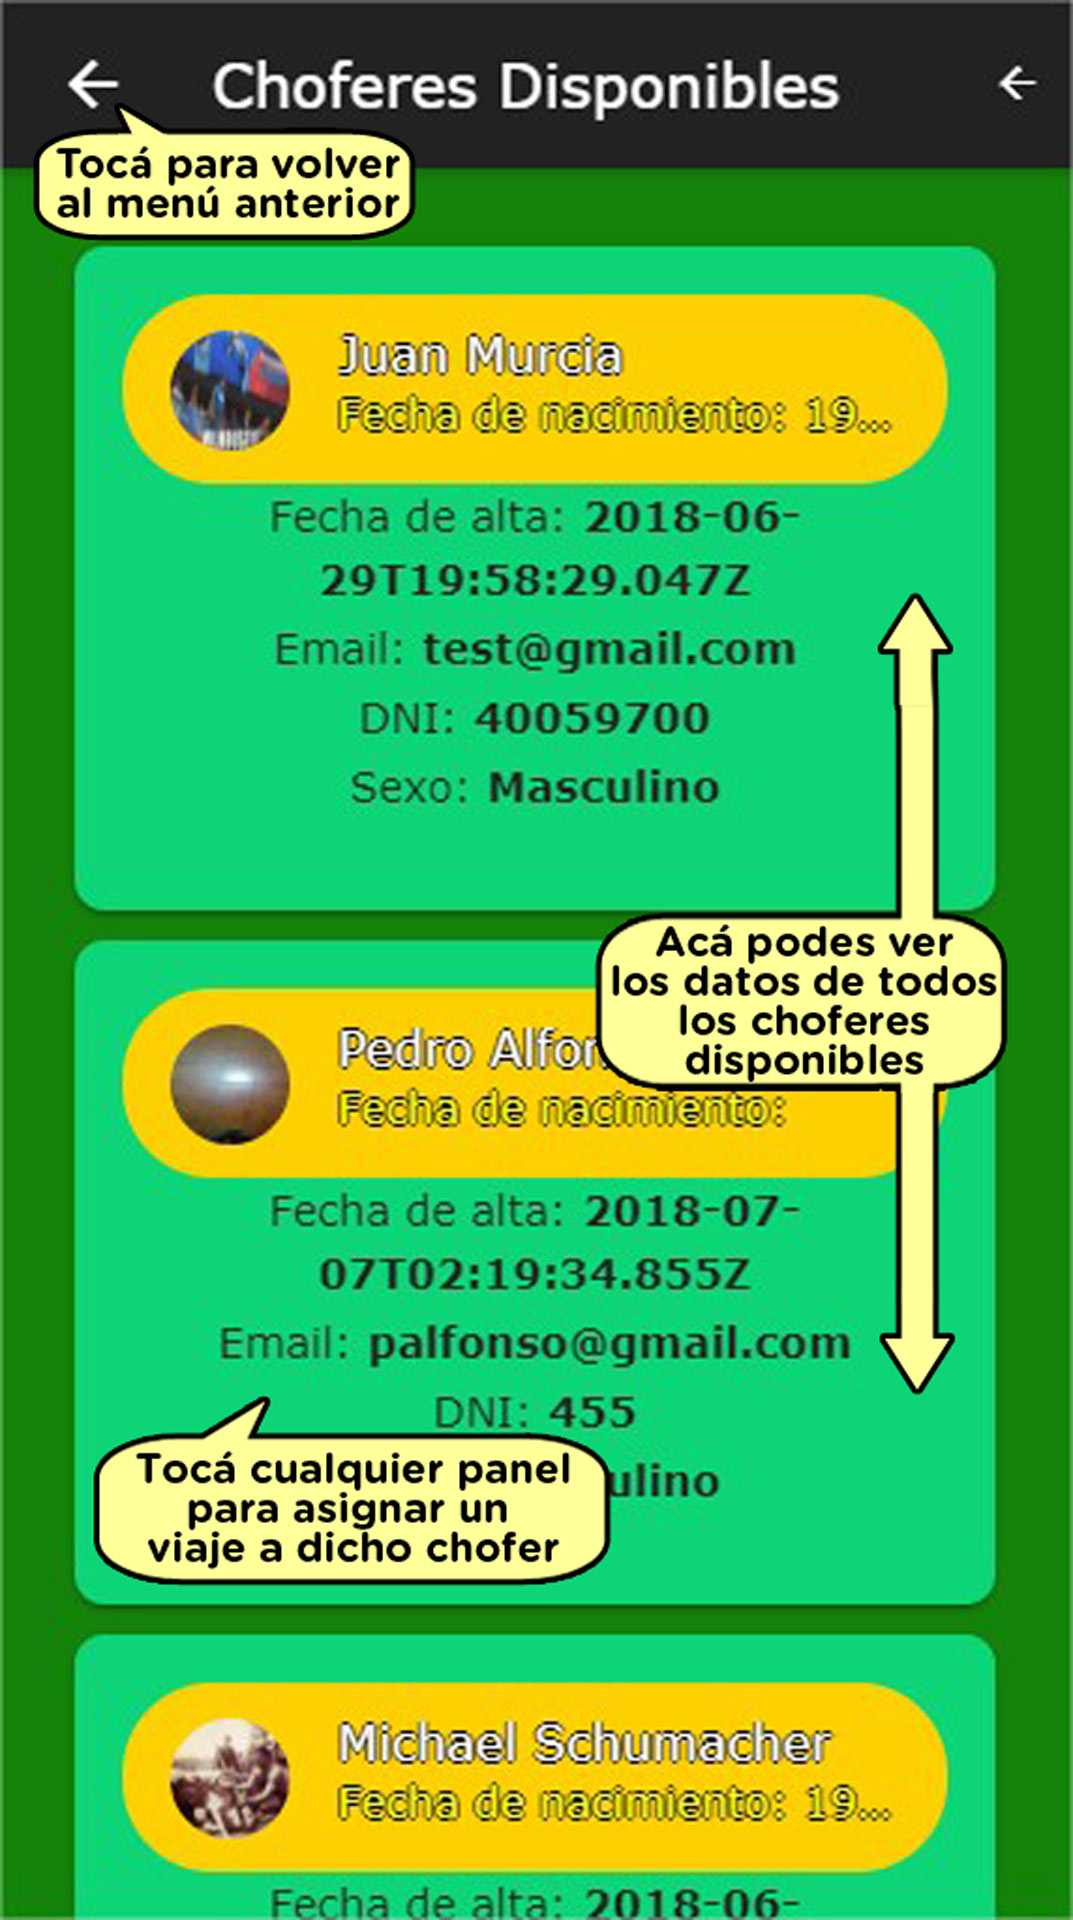 Choferes Disponibles
Tocá para volver
al menú anterior
Juan Murcia
Fecha de nacimiento: 19...
Fecha de alta: 2018-06-
29T19:58:29.047Z
Email: test@gmail.com
DNI: 40059700
Sexo: Masculino
Acá podes ver
los datos de todos
los choferes
disponibles
Pedro
Fecha de nacimiento:
Fecha de alta: 2018-07-
07T02:19:34.855Z
Email: palfonso@gmail.com
DNI: 455
Tocá cualquier panel
para asignar un
viaje a dicho chofer
Michael Schumacher
Fecha de nacimiento: 19...
Fecha de alta: 2018-06-